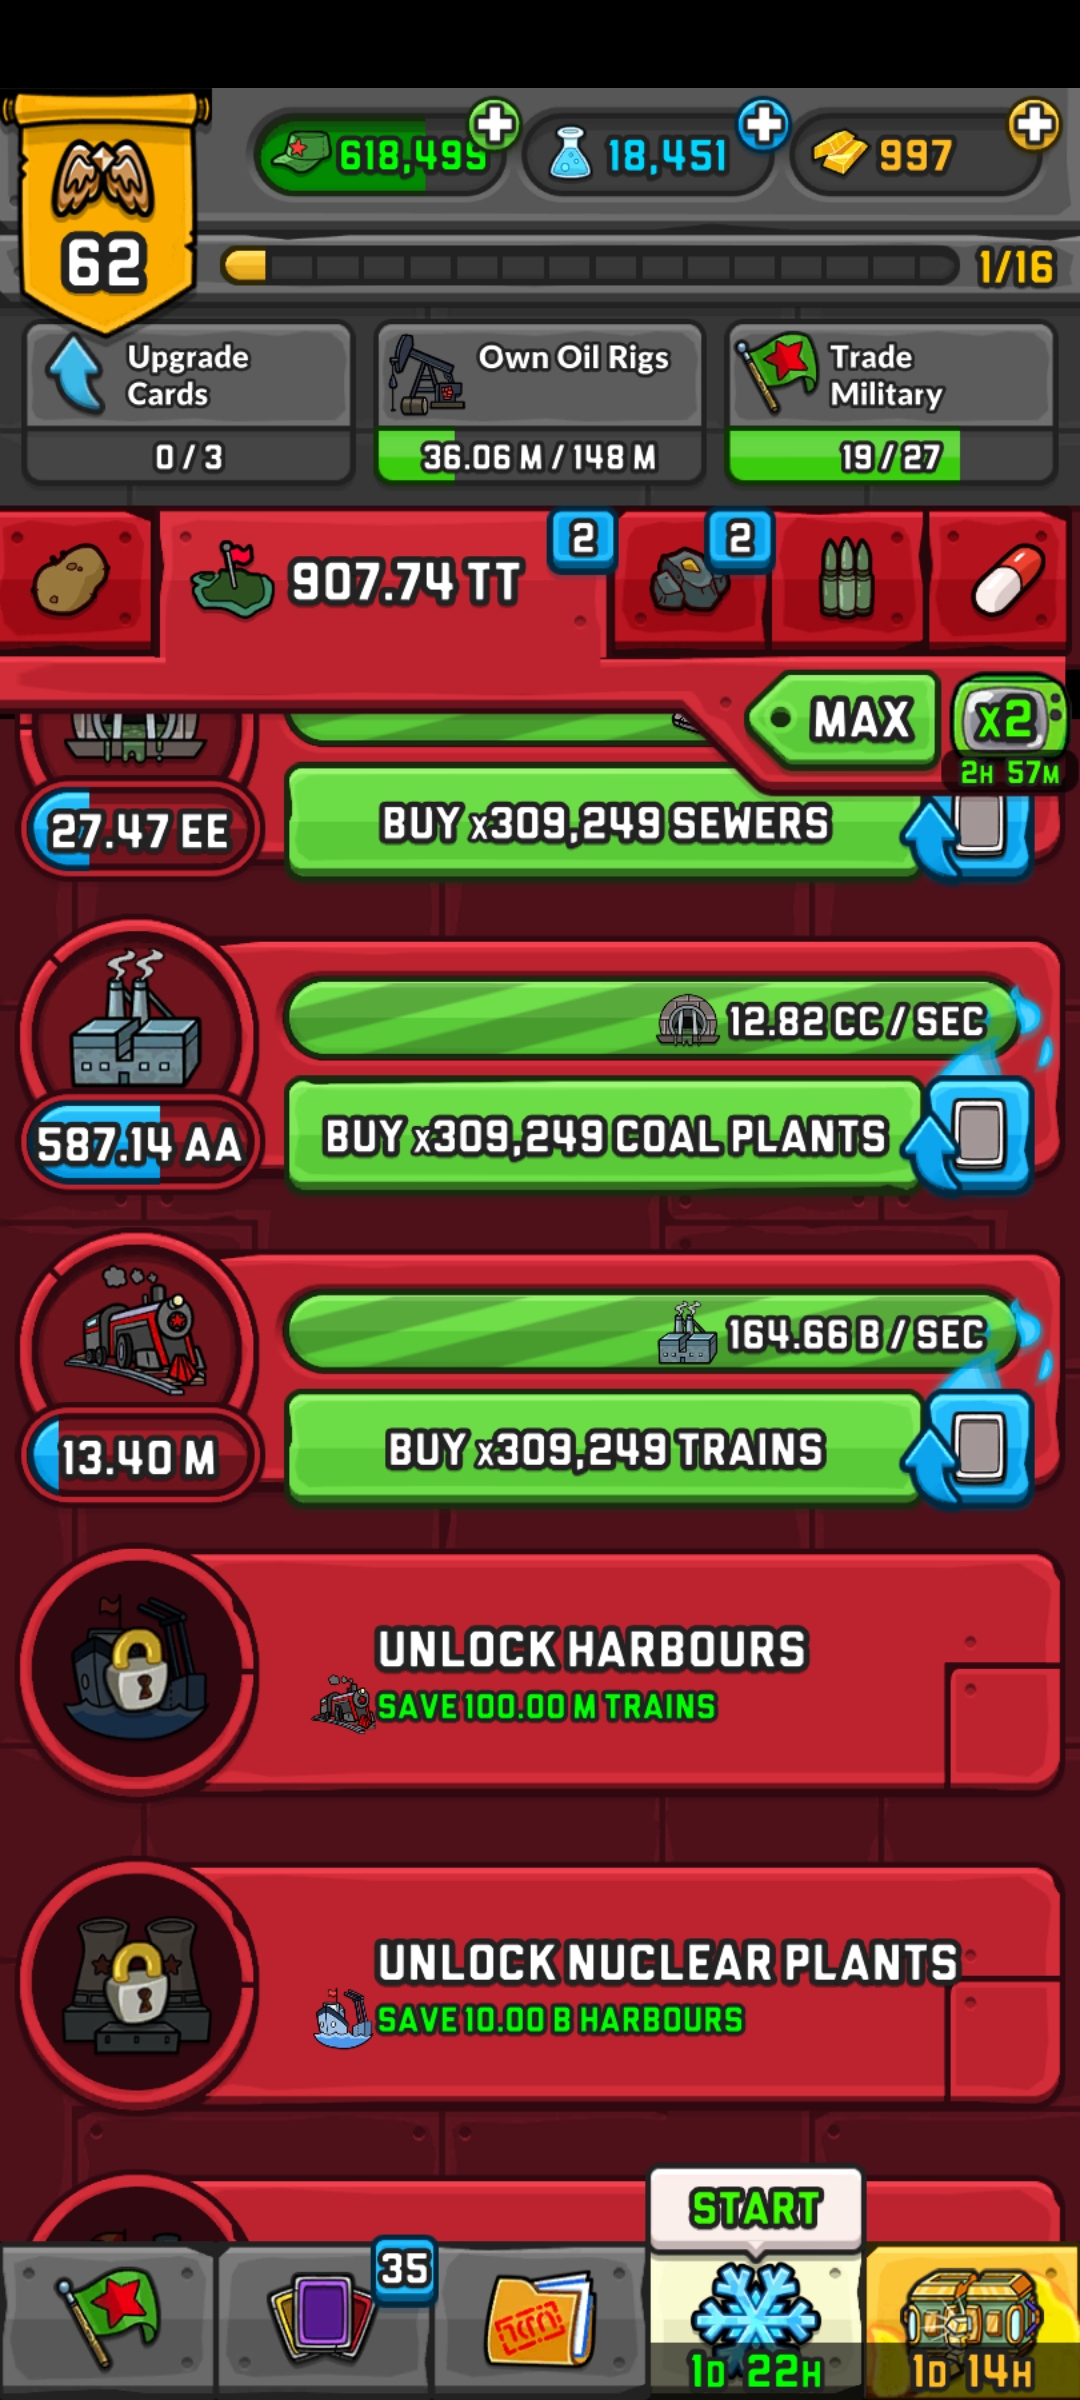 618,499
18,451
997
62
1/16
Upgrade
Cards
0 / 3
Own Oil Rigs
36.06 M / 148 M
Trade
Military
19 / 27
907.74 TT
2
2
MAX
x2
2H 57M
27.47 EE
BUY x309,249 SEWERS
12.82 CC / SEC
587.14 AA
BUY x309,249 COAL PLANTS
164.66 B / SEC
13.40 M
BUY x309,249 TRAINS
UNLOCK HARBOURS
SAVE 100.00 M TRAINS
UNLOCK NUCLEAR PLANTS
SAVE 10.00 B HARBOURS
START
35
1D 22H
1D 14H